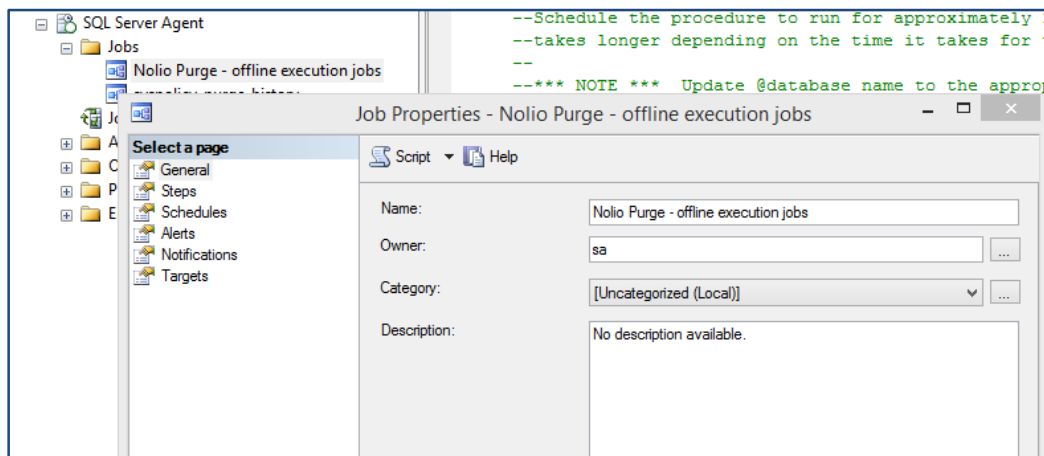 SQL Server Agent
Jobs
Nolio Purge - offline execution jobs
--Schedule the procedure to run for approximately
--takes longer depending on the time it takes for
--
--*** NOTE *** Update @database name to the approp
Job Properties - Nolio Purge - offline execution jobs
Select a page
General
Steps
Schedules
Alerts
Notifications
Targets
Script
Help
Name:
Nolio Purge - offline execution jobs
Owner:
sa
...
Category:
[Uncategorized (Local)]
...
Description:
No description available.